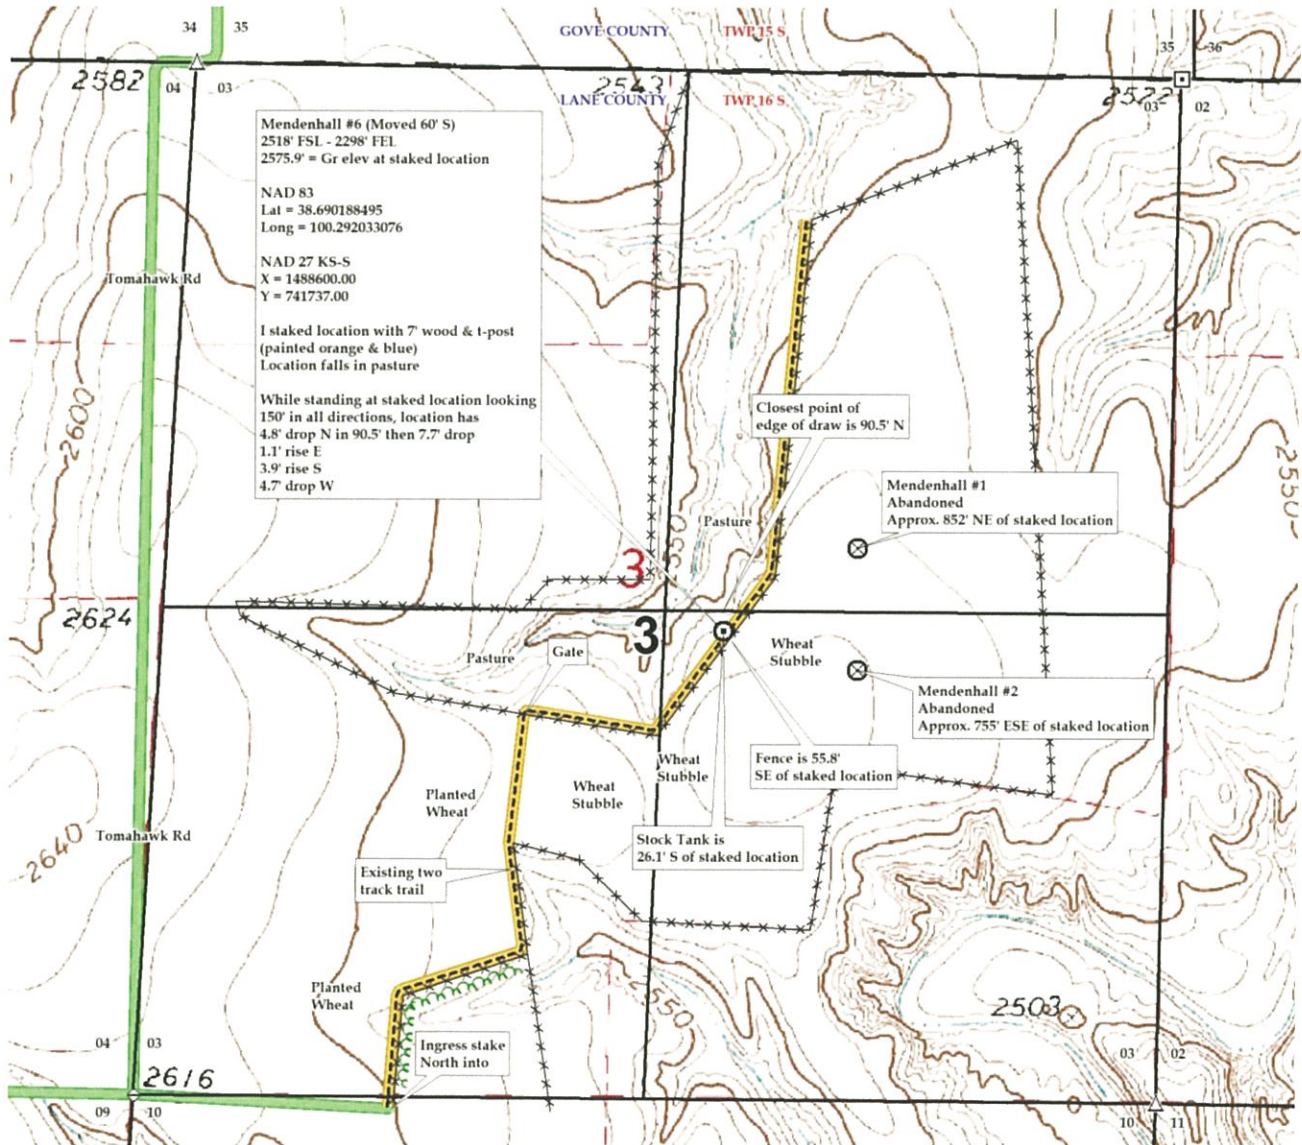 34
35
GOVE COUNTY
TWP 15 S
35
36
2582
04
03
2543
LANE COUNTY
TWP 16 S
2522
03
02
Mendenhall #6 (Moved 60' S)
2518' FSL - 2298' FEL
2575.9' = Gr elev at staked location
NAD 83
Lat = 38.690188495
Long = 100.292033076
NAD 27 KS-S
X = 1488600.00
Y = 741737.00
I staked location with 7' wood & t-post
(painted orange & blue)
Location falls in pasture
While standing at staked location looking
150' in all directions, location has
4.8' drop N in 90.5' then 7.7' drop
1.1' rise E
3.9' rise S
4.7' drop W
Tomahawk Rd
2600
Closest point of
edge of draw is 90.5' N
Mendenhall #1
Abandoned
Approx. 852' NE of staked location
2550
Pasture
2550
3
2624
3
Pasture
Gate
Wheat
Stubble
Mendenhall #2
Abandoned
Approx. 755' ESE of staked location
Wheat
Stubble
Fence is 55.8'
SE of staked location
Planted
Wheat
Wheat
Stubble
Tomahawk Rd
2640
Stock Tank is
26.1' S of staked location
Existing two
track trail
Planted
Wheat
2550
2503
04
03
Ingress stake
North into
03
02
2616
09
10
10
11